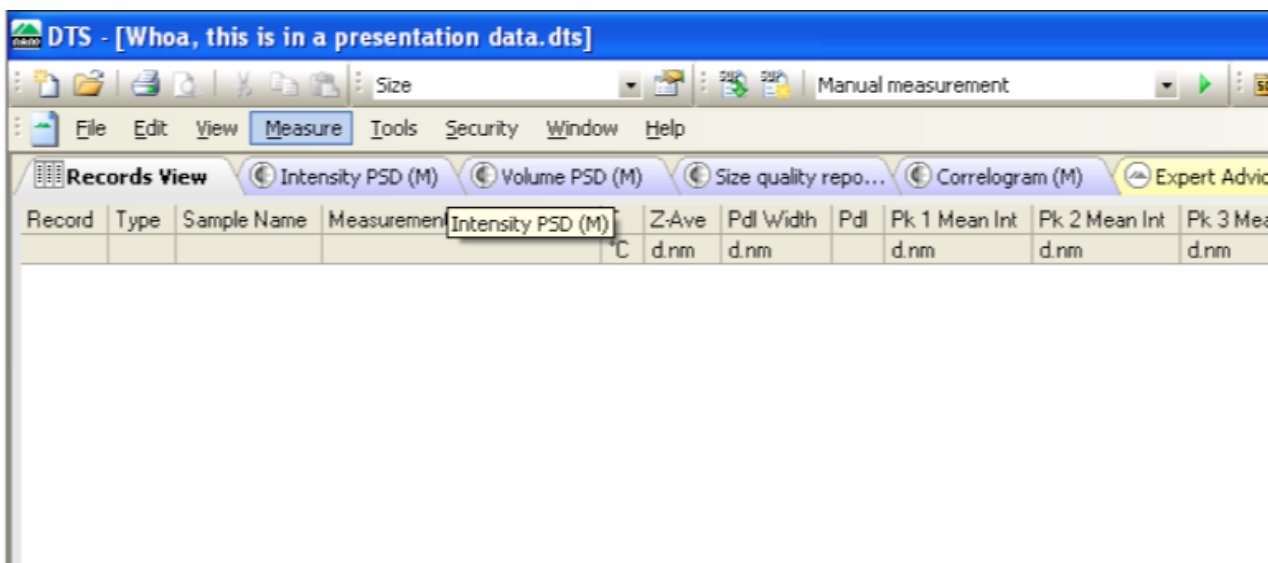 DTS - [Whoa, this is in a presentation data.dts]
Size Manual measurement
File Edit View Measure Tools Security Window Help
Records View Intensity PSD (M) Volume PSD (M) Size quality repo... Correlogram (M) Expert Advic
Record Type Sample Name Measurement Intensity PSD (M) Z-Ave PdI Width PdI Pk 1 Mean Int Pk 2 Mean Int Pk 3 Mea
°C d.nm d.nm d.nm d.nm d.nm